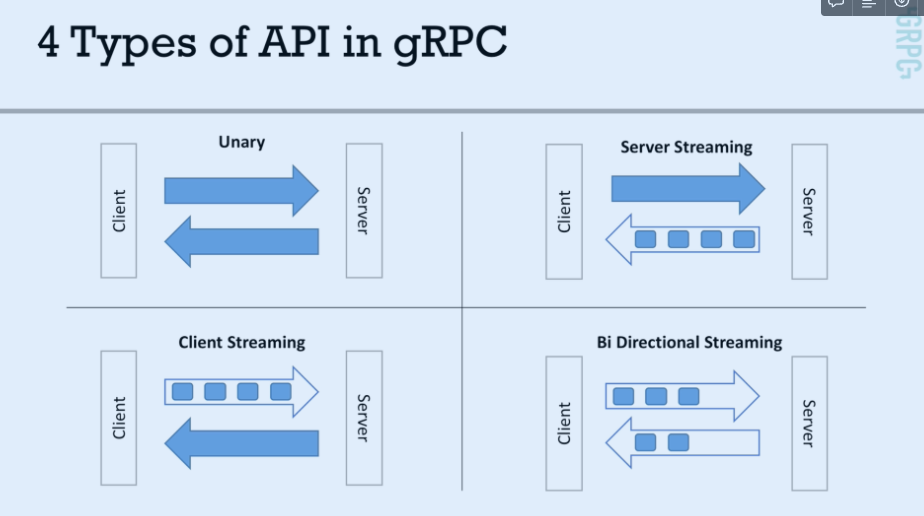 4 Types of API in gRPC
GRPC
Unary
Client
Server
Server Streaming
Client
Server
Client Streaming
Client
Server
Bi Directional Streaming
Client
Server